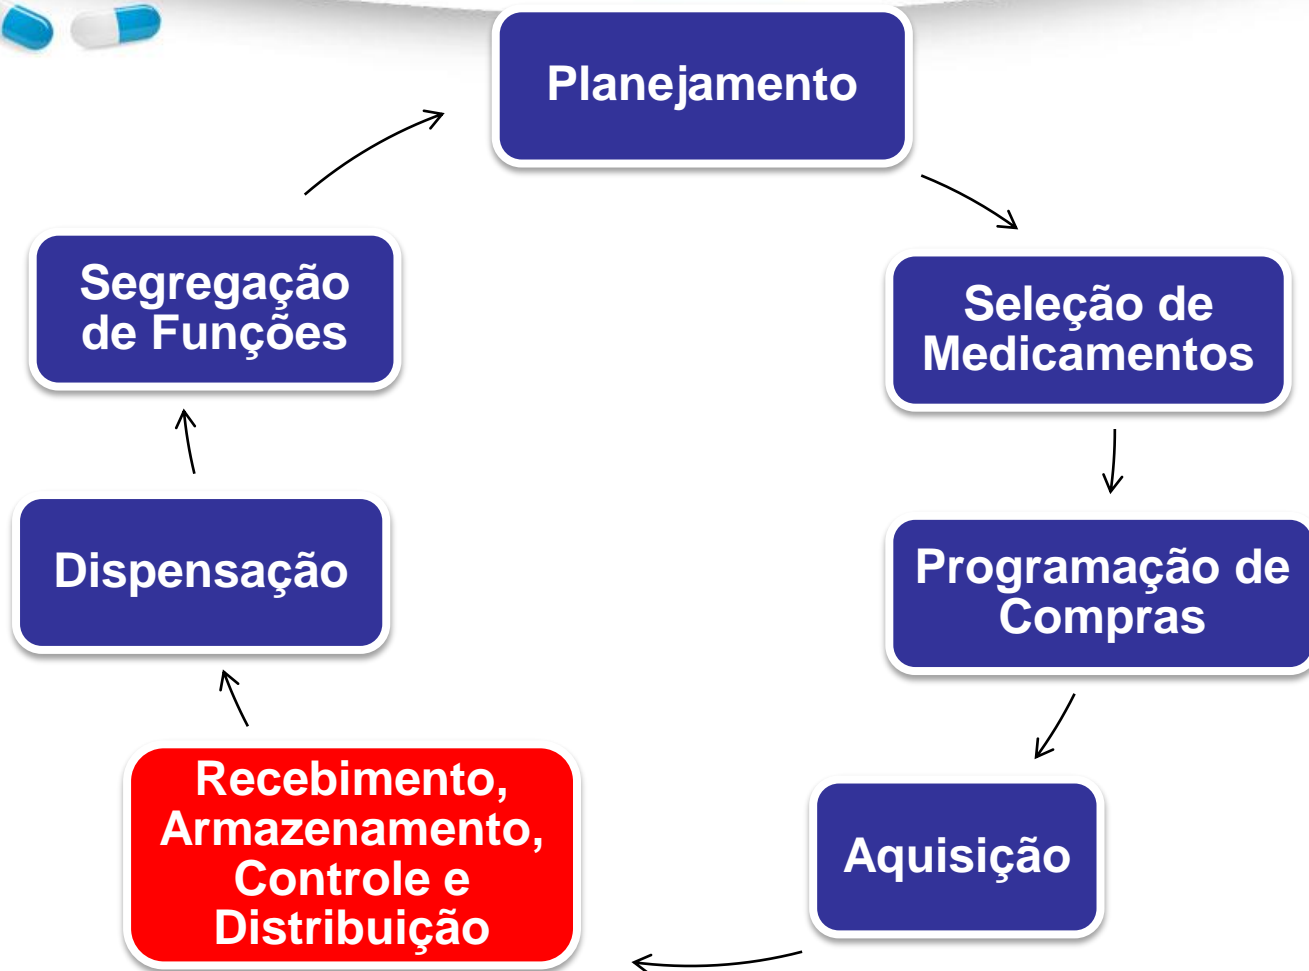 Planejamento
Seleção de
Medicamentos
Programação de
Compras
Aquisição
Recebimento,
Armazenamento,
Controle e
Distribuição
Dispensação
Segregação
de Funções